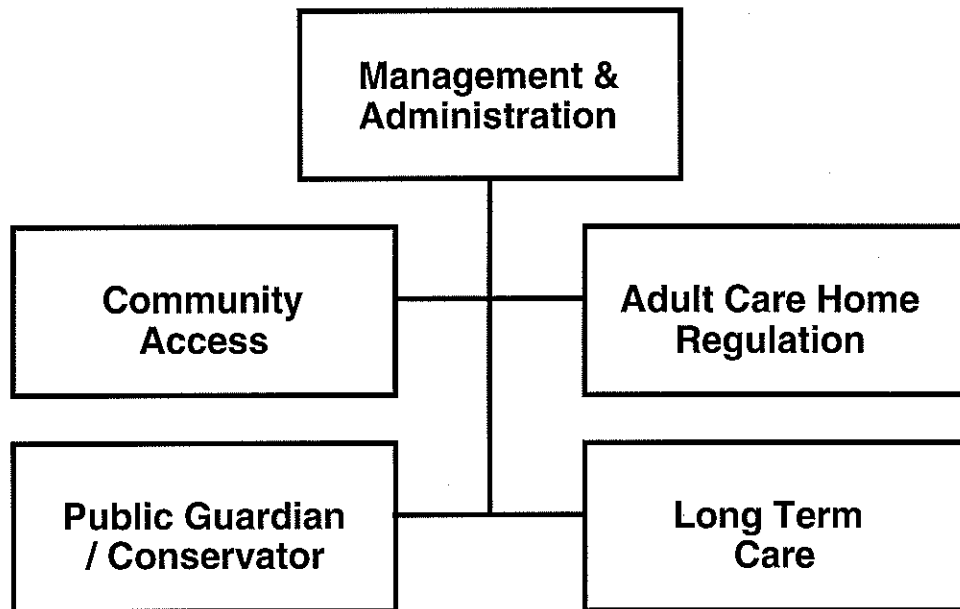 Management &
Administration
Community
Access
Adult Care Home
Regulation
Public Guardian
/ Conservator
Long Term
Care